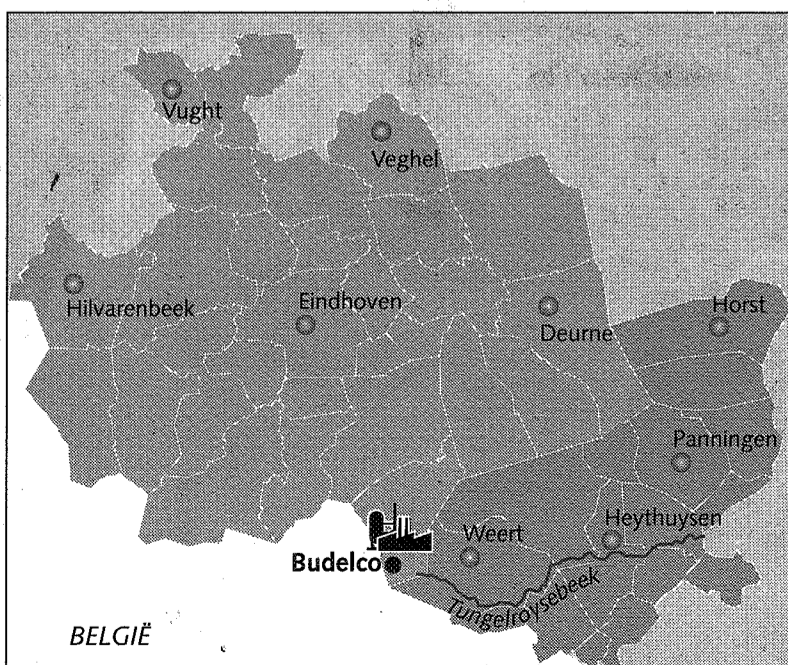 Vught
Veghel
Hilvarenbeek
Eindhoven
Deurne
Horst
Panningen
Heythuysen
Weert
Budelco
Tungelroysebeek
BELGIË